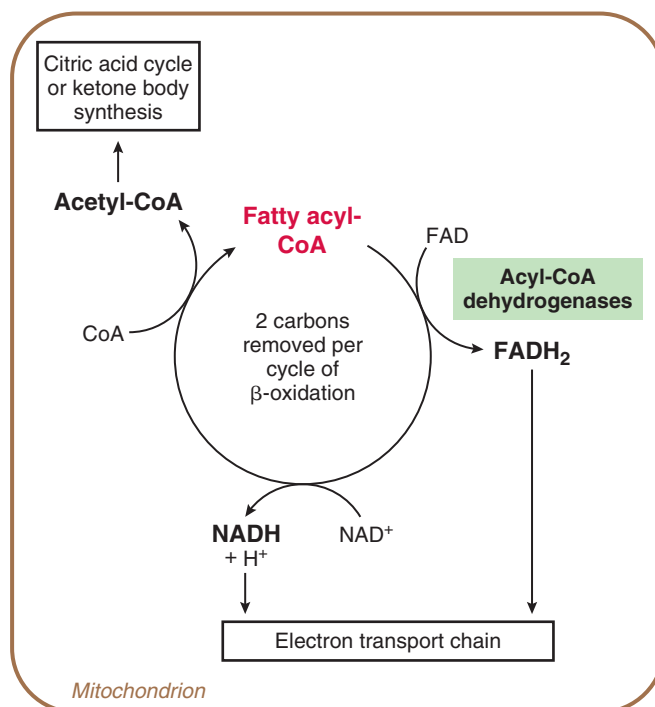 Citric acid cycle
or ketone body
synthesis
Acetyl-CoA
Fatty acyl-
CoA
FAD
Acyl-CoA
dehydrogenases
CoA
2 carbons
removed per
cycle of
β-oxidation
FADH₂
NADH
+ H⁺
NAD⁺
Electron transport chain
Mitochondrion